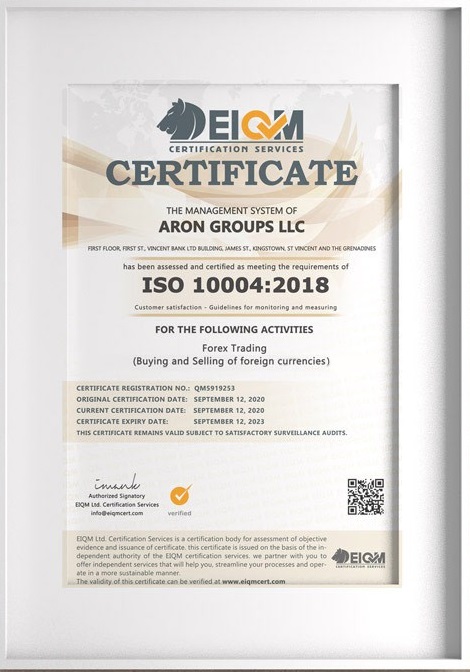 EIQM
CERTIFICATION SERVICES
CERTIFICATE
THE MANAGEMENT SYSTEM OF
ARON GROUPS LLC
FIRST FLOOR, FIRST ST, VINCENT BANK LTD BUILDING, JAMES ST., KINGSTOWN, ST VINCENT AND THE GRENADINES
has been assessed and certified as meeting the requirements of
ISO 10004:2018
Customer satisfaction - Guidelines for monitoring and measuring
FOR THE FOLLOWING ACTIVITIES
Forex Trading
(Buying and Selling of foreign currencies)
CERTIFICATE REGISTRATION NO.: QMS919253
ORIGINAL CERTIFICATION DATE: SEPTEMBER 12, 2020
CURRENT CERTIFICATION DATE: SEPTEMBER 12, 2020
CERTIFICATE EXPIRY DATE: SEPTEMBER 12, 2023
THIS CERTIFICATE REMAINS VALID SUBJECT TO SATISFACTORY SURVEILLANCE AUDITS.
Authorized Signatory
EIQM Ltd. Certification Services
info@eiqmcert.com
verified
EIQM Ltd. Certification Services is a certification body for assessment of objective
evidence and issuance of certificate. this certificate is issued on the basis of the in-
dependent authority of the EIQM certification services. we partner with you to
offer independent services that will help you, streamline your processes and oper-
ate in a more sustainable manner.
The validity of this certificate can be verified at www.eiqmcert.com
EIQM
CERTIFICATION SERVICES